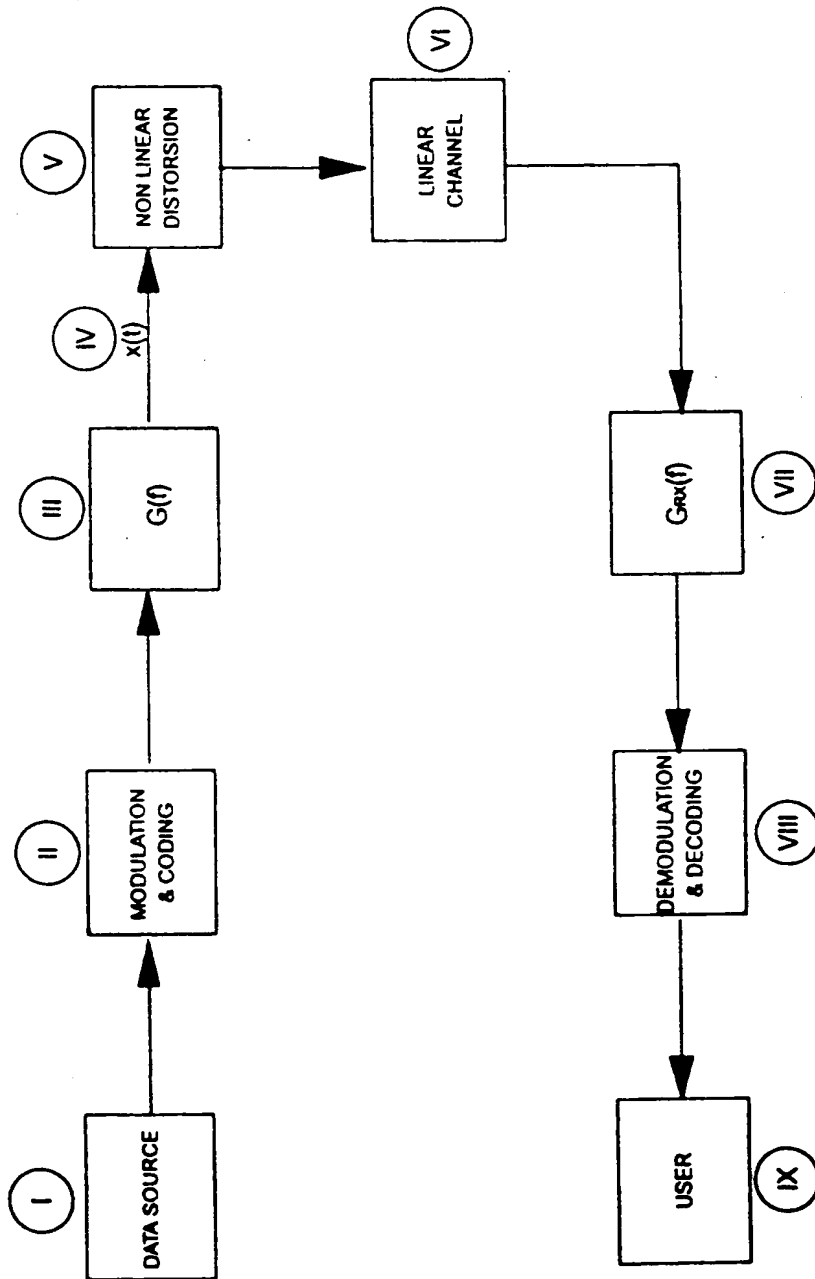 I
DATA SOURCE
II
MODULATION
& CODING
III
G(f)
IV
x(t)
V
NON LINEAR
DISTORSION
VI
LINEAR
CHANNEL
VII
GRX(f)
VIII
DEMODULATION
& DECODING
IX
USER